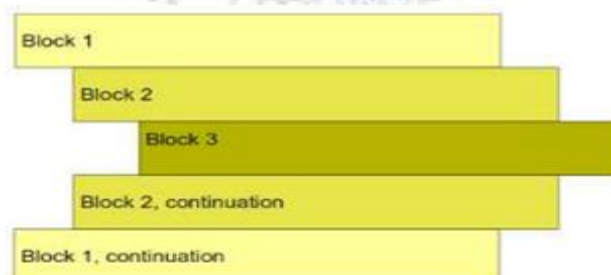 Block 1
Block 2
Block 3
Block 2, continuation
Block 1, continuation